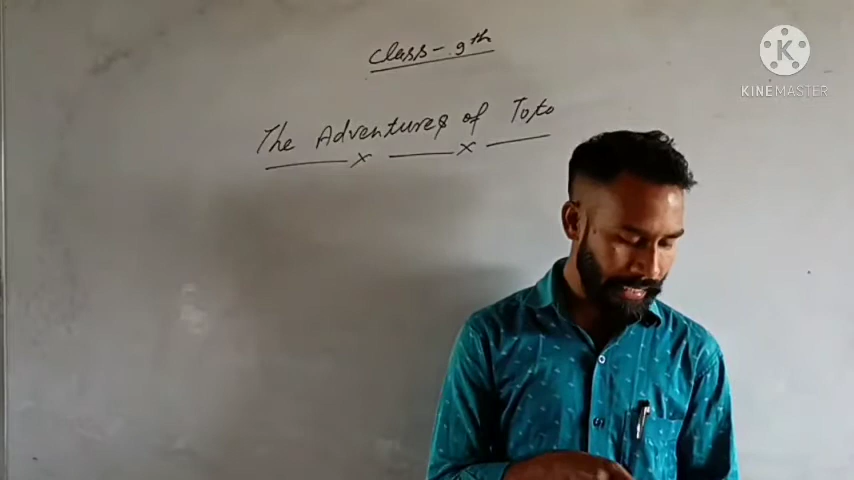 Class - 9th
The Adventures of Toto
K
KINEMASTER